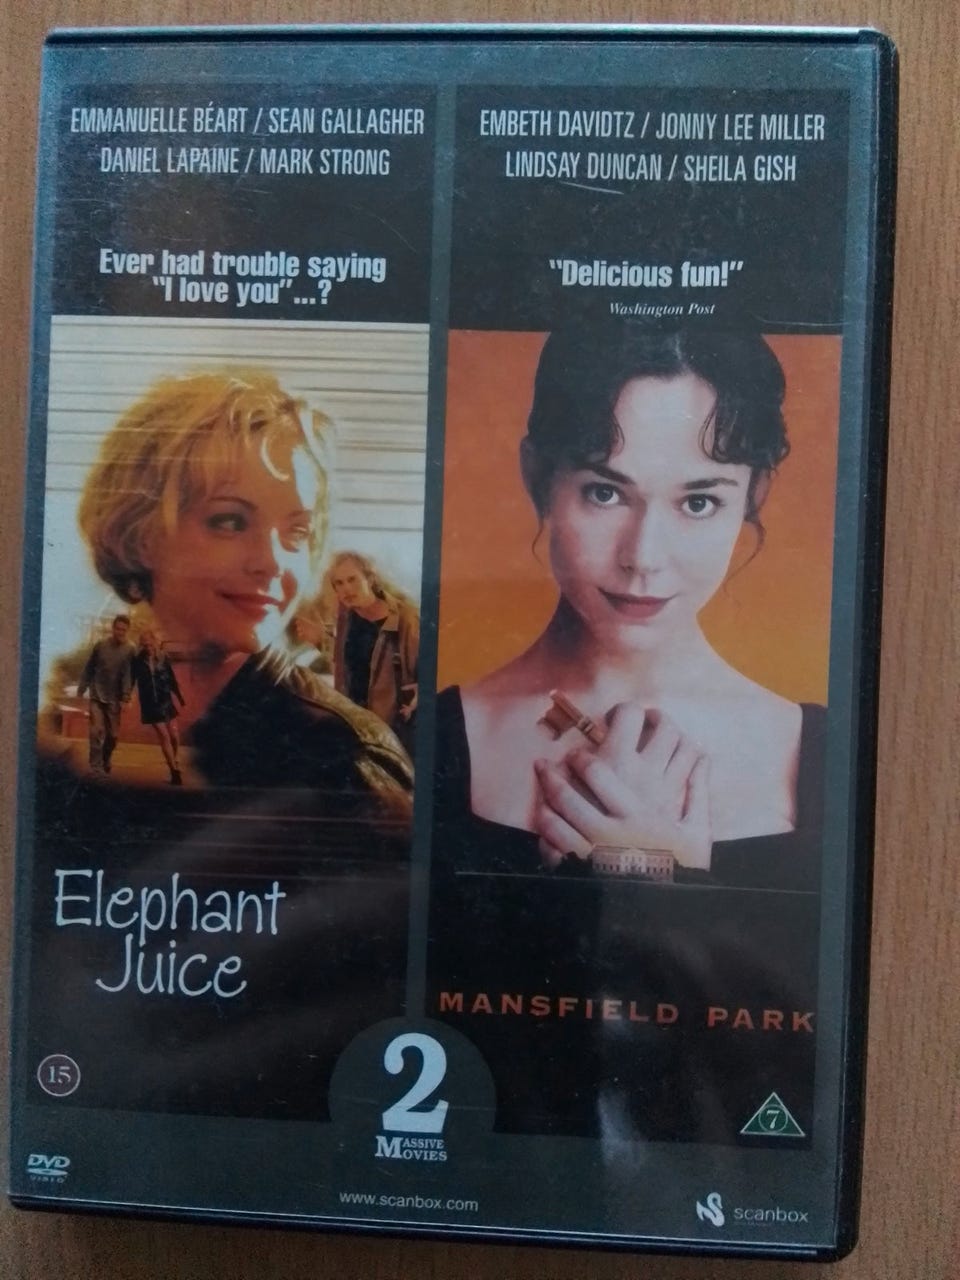 EMMANUELLE BÉART / SEAN GALLAGHER
DANIEL LAPAINE / MARK STRONG
Ever had trouble saying
"I love you"...?
Elephant
Juice
15
EMBETH DAVIDTZ / JONNY LEE MILLER
LINDSAY DUNCAN / SHEILA GISH
"Delicious fun!"
Washington Post
MANSFIELD PARK
7
2
MASSIVE
MOVIES
DVD
VIDEO
www.scanbox.com
scanbox